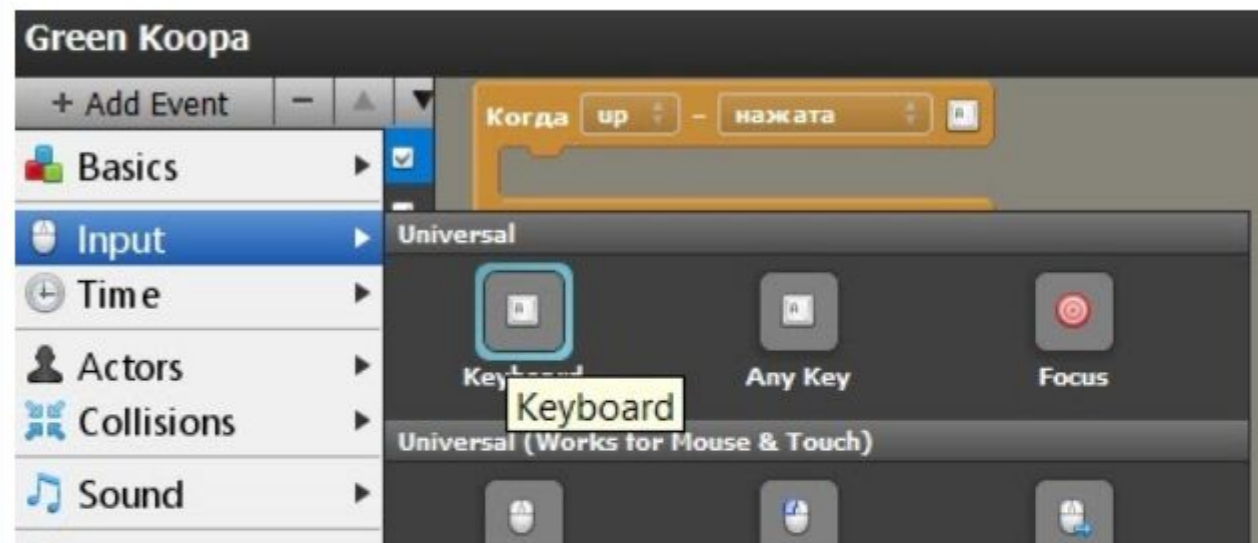 Green Koopa
+ Add Event
Когда up - нажата A
Basics
Input
Universal
Time
Keyboard Any Key Focus
Actors
Keyboard
Collisions
Universal (Works for Mouse & Touch)
Sound